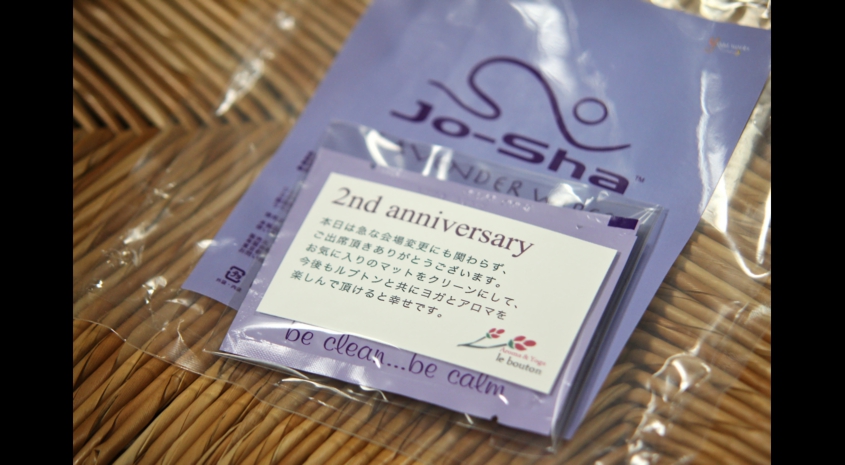 Jo-Sha™
2nd anniversary
本日は急な会場変更にも関わらず、
ご出席頂きありがとうございます。
お気に入りのマットをクリーンにして、
今後もルブトンと共にヨガとアロマを
楽しんで頂けると幸せです。
Aroma & Yoga
le bouton
be clean...be calm